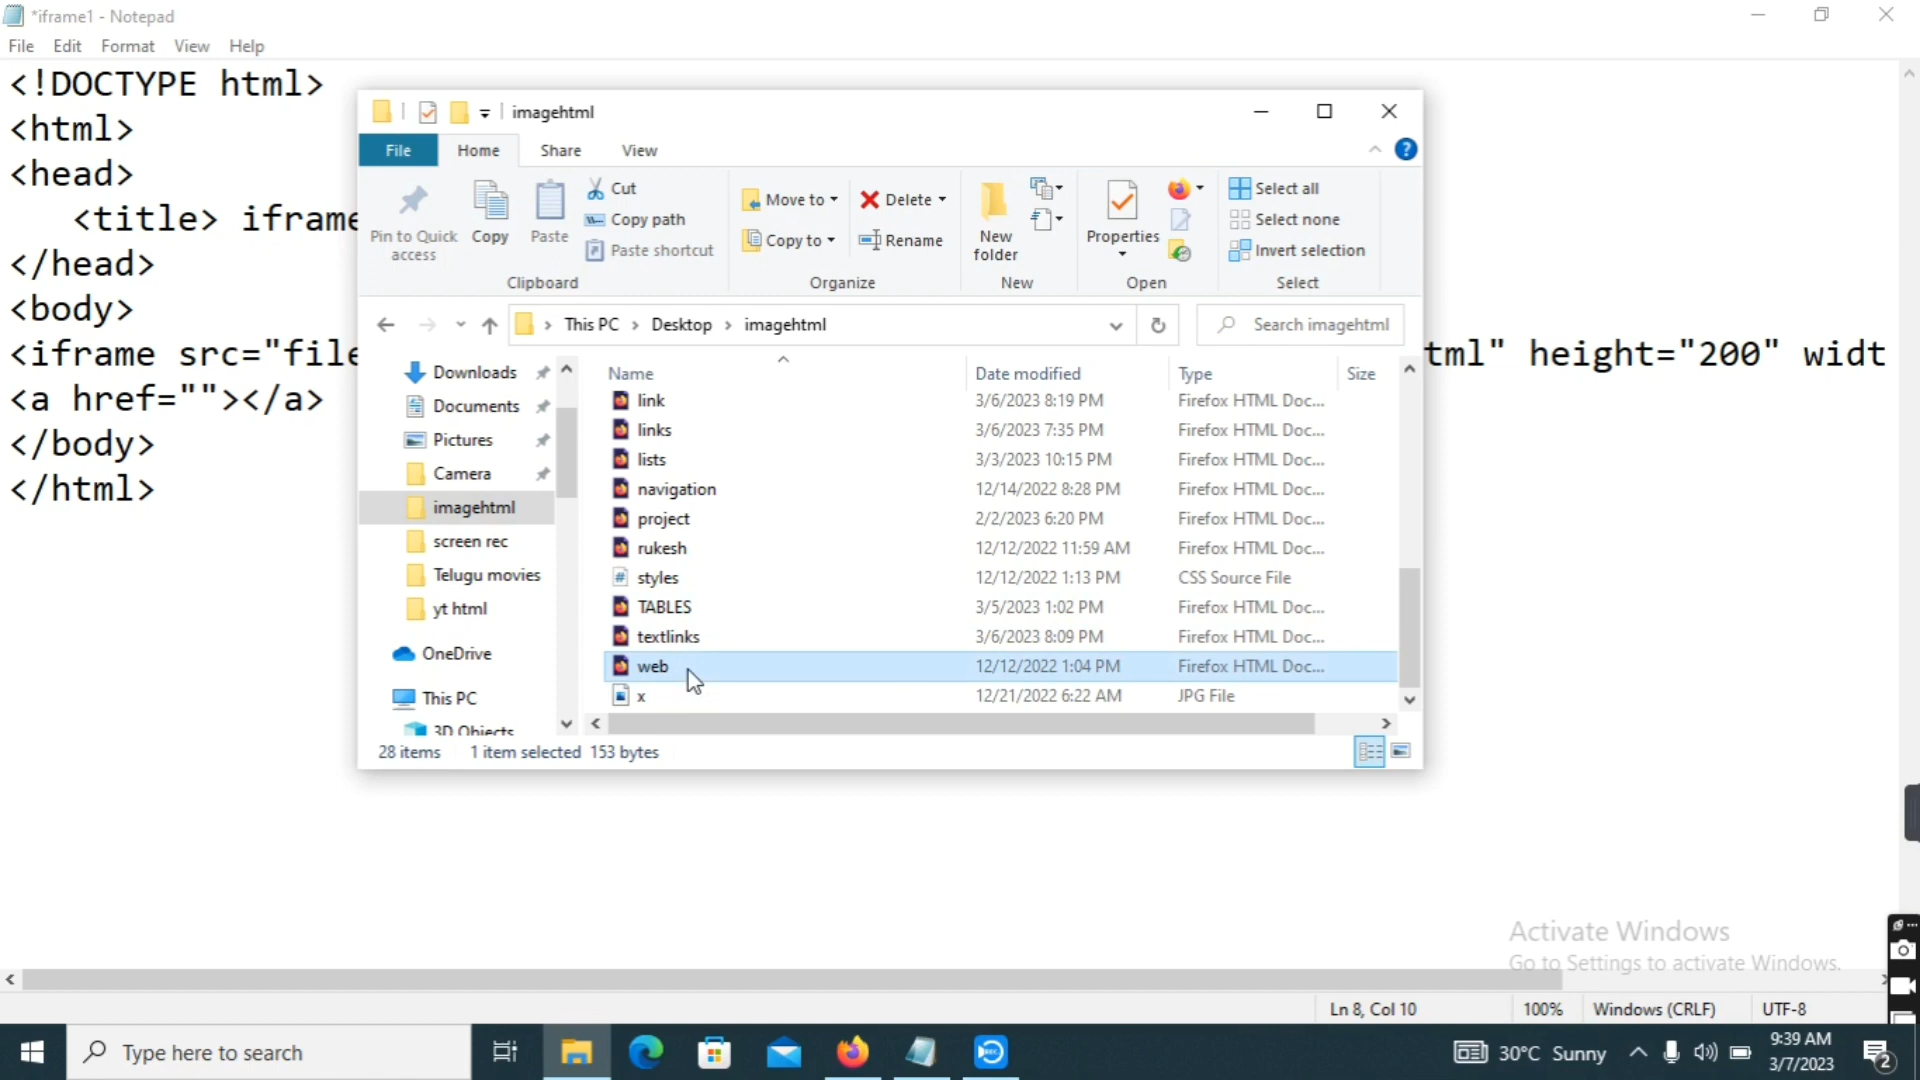 *iframe1 - Notepad
File Edit Format View Help
<!DOCTYPE html>
<html>
<head>
<title> iframe
</head>
<body>
<iframe src="file
tml" height="200" widt
<a href=""></a>
</body>
</html>
imagehtml
File Home Share View
Pin to Quick access
Copy
Paste
Cut
Copy path
Paste shortcut
Clipboard
Move to
Copy to
Delete
Rename
Organize
New folder
New
Properties
Open
Select all
Select none
Invert selection
Select
This PC > Desktop > imagehtml
Search imagehtml
Downloads
Documents
Pictures
Camera
imagehtml
screen rec
Telugu movies
yt html
OneDrive
This PC
3D Objects
Name Date modified Type Size
link 3/6/2023 8:19 PM Firefox HTML Doc...
links 3/6/2023 7:35 PM Firefox HTML Doc...
lists 3/3/2023 10:15 PM Firefox HTML Doc...
navigation 12/14/2022 8:28 PM Firefox HTML Doc...
project 2/2/2023 6:20 PM Firefox HTML Doc...
rukesh 12/12/2022 11:59 AM Firefox HTML Doc...
styles 12/12/2022 1:13 PM CSS Source File
TABLES 3/5/2023 1:02 PM Firefox HTML Doc...
textlinks 3/6/2023 8:09 PM Firefox HTML Doc...
web 12/12/2022 1:04 PM Firefox HTML Doc...
x 12/21/2022 6:22 AM JPG File
28 items 1 item selected 153 bytes
Activate Windows
Go to Settings to activate Windows.
Ln 8, Col 10 100% Windows (CRLF) UTF-8
Type here to search
REC
30°C Sunny
9:39 AM
3/7/2023
2